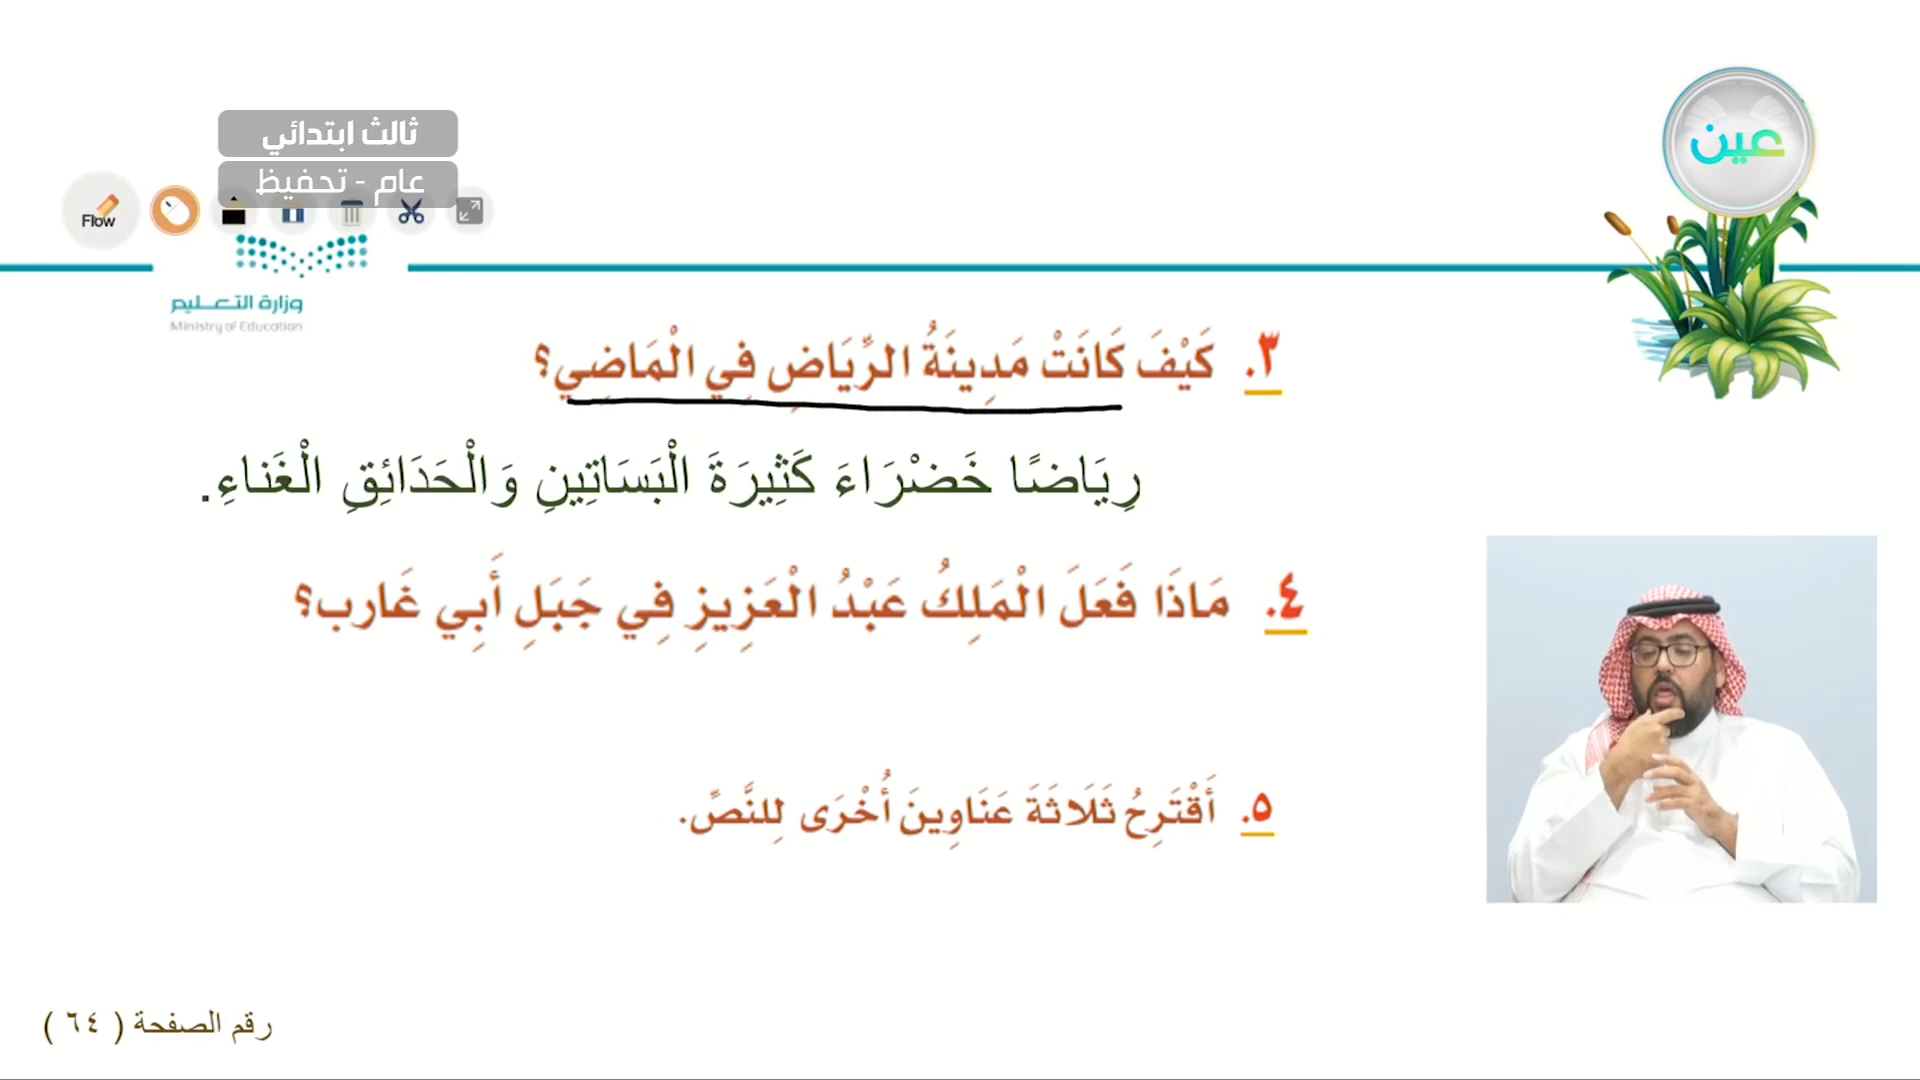 ثالث ابتدائي
عام - تحفيظ
عين
Flow
وزارة التعليم
Ministry of Education
٣. كَيْفَ كَانَتْ مَدِينَةُ الرِّيَاضِ فِي الْمَاضِي؟
رِيَاضًا خَضْرَاءَ كَثِيرَةَ الْبَسَاتِينِ وَالْحَدَائِقِ الْغَناءِ.
٤. مَاذَا فَعَلَ الْمَلِكُ عَبْدُ الْعَزِيزِ فِي جَبَلِ أَبِي غَارب؟
٥. أَقْتَرِحُ ثَلَاثَةَ عَنَاوِينَ أُخْرَى لِلنَّصِّ.
رقم الصفحة ( ٦٤ )